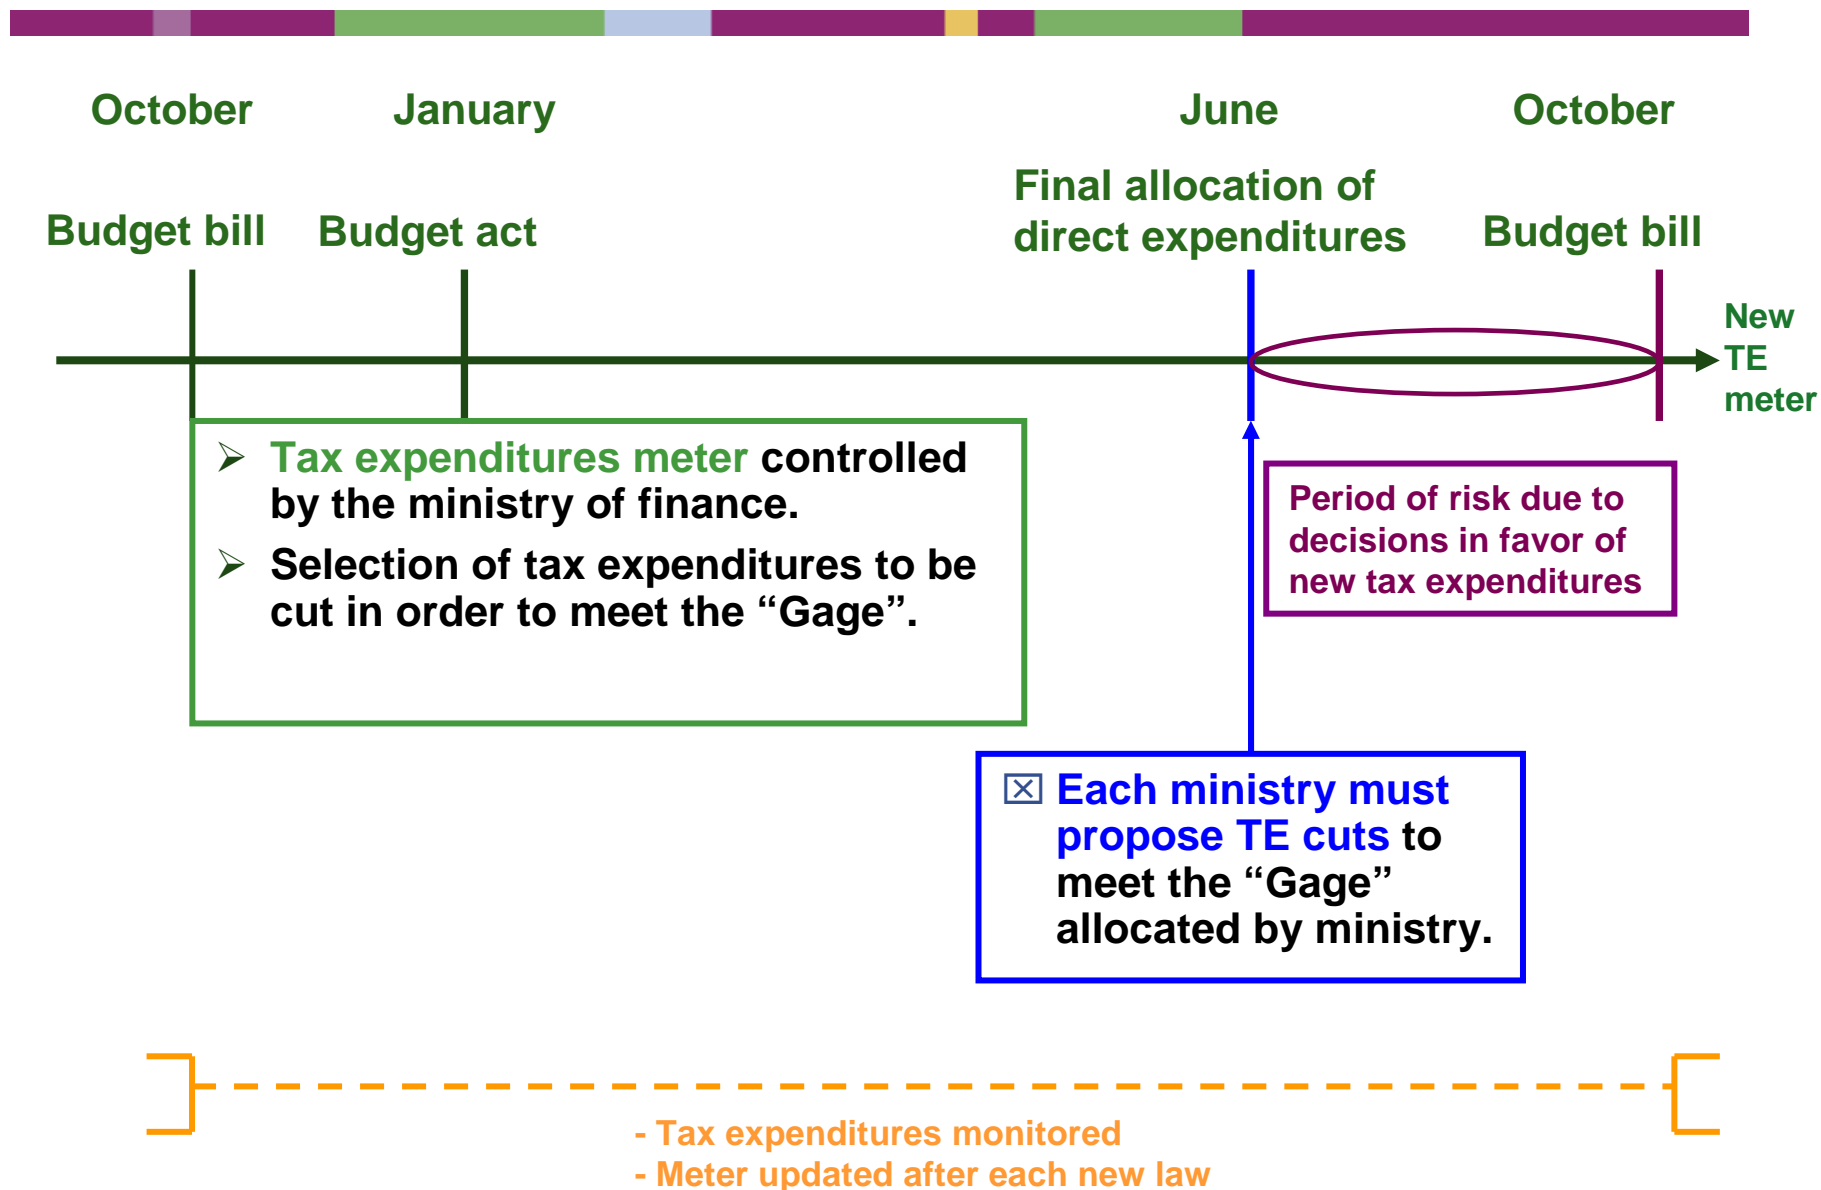 October
January
June
October
Budget bill
Budget act
Final allocation of
direct expenditures
Budget bill
New
TE
meter
➢ Tax expenditures meter controlled
by the ministry of finance.
➢ Selection of tax expenditures to be
cut in order to meet the “Gage”.
Period of risk due to
decisions in favor of
new tax expenditures
☒ Each ministry must
propose TE cuts to
meet the “Gage”
allocated by ministry.
- Tax expenditures monitored
- Meter updated after each new law